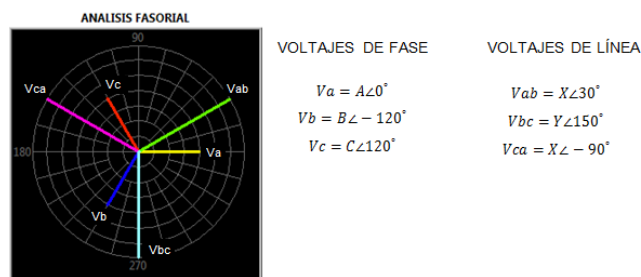 ANALISIS FASORIAL
90
Vca
Vc
Vab
180
Va
Vb
Vbc
270
VOLTAJES DE FASE
Va = A∠0°
Vb = B∠ − 120°
Vc = C∠120°
VOLTAJES DE LÍNEA
Vab = X∠30°
Vbc = Y∠150°
Vca = X∠ − 90°